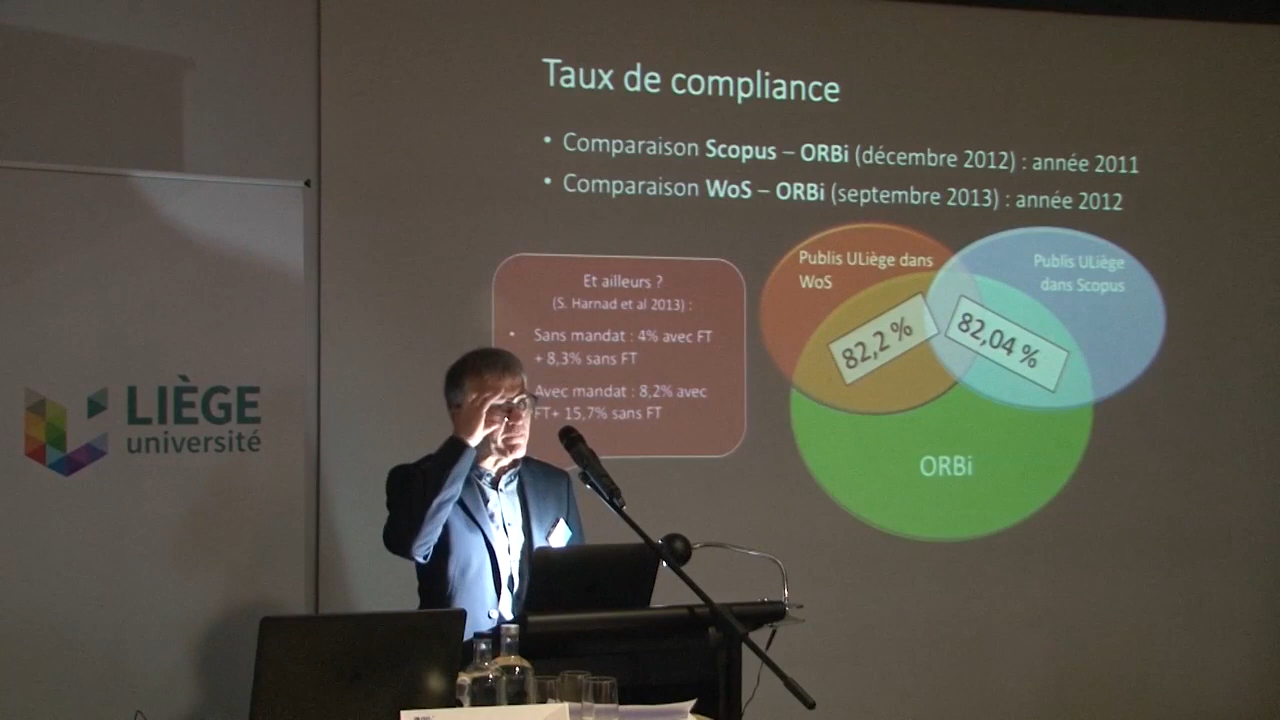 Taux de compliance
• Comparaison Scopus – ORBi (décembre 2012) : année 2011
• Comparaison WoS – ORBi (septembre 2013) : année 2012
Et ailleurs ?
(S. Harnad et al 2013) :
• Sans mandat : 4% avec FT
+ 8,3% sans FT
Avec mandat : 8,2% avec
FT+ 15,7% sans FT
Publis ULiège dans
WoS
Publis ULiège
dans Scopus
82,2 %
82,04 %
ORBi
LIÈGE
université